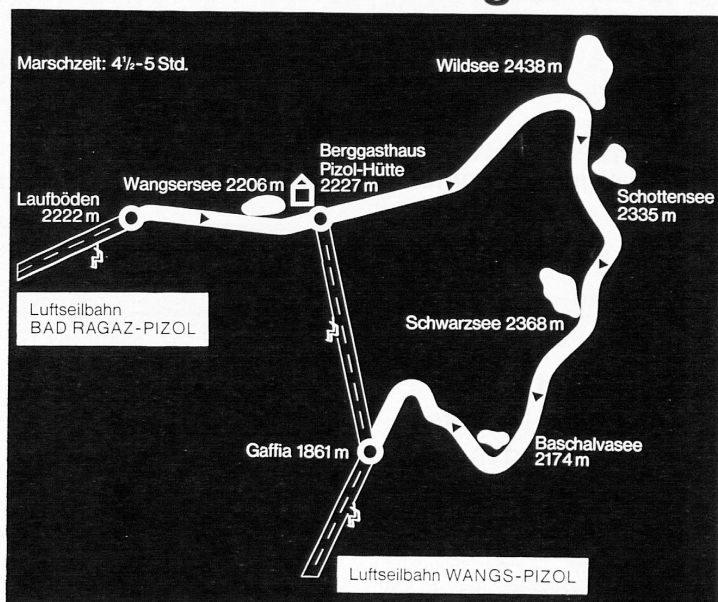 Marschzeit: 4½-5 Std.
Wildsee 2438 m
Berggasthaus
Pizol-Hütte
2227 m
Wangsersee 2206 m
Laufböden
2222 m
Schottensee
2335 m
Luftseilbahn
BAD RAGAZ-PIZOL
Schwarzsee 2368 m
Gaffia 1861 m
Baschalvasee
2174 m
Luftseilbahn WANGS-PIZOL